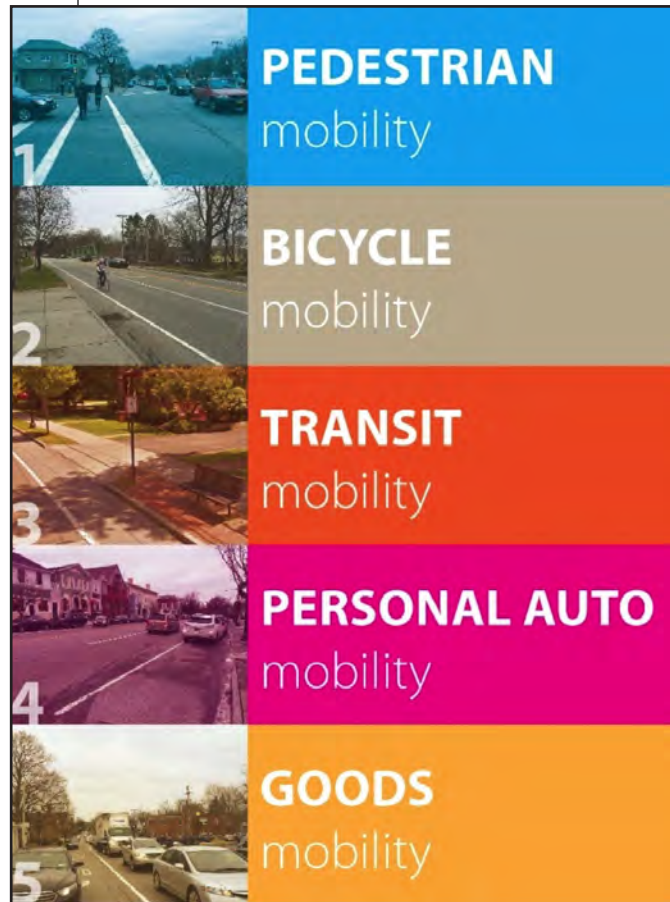 1
PEDESTRIAN
mobility
2
BICYCLE
mobility
3
TRANSIT
mobility
4
PERSONAL AUTO
mobility
5
GOODS
mobility